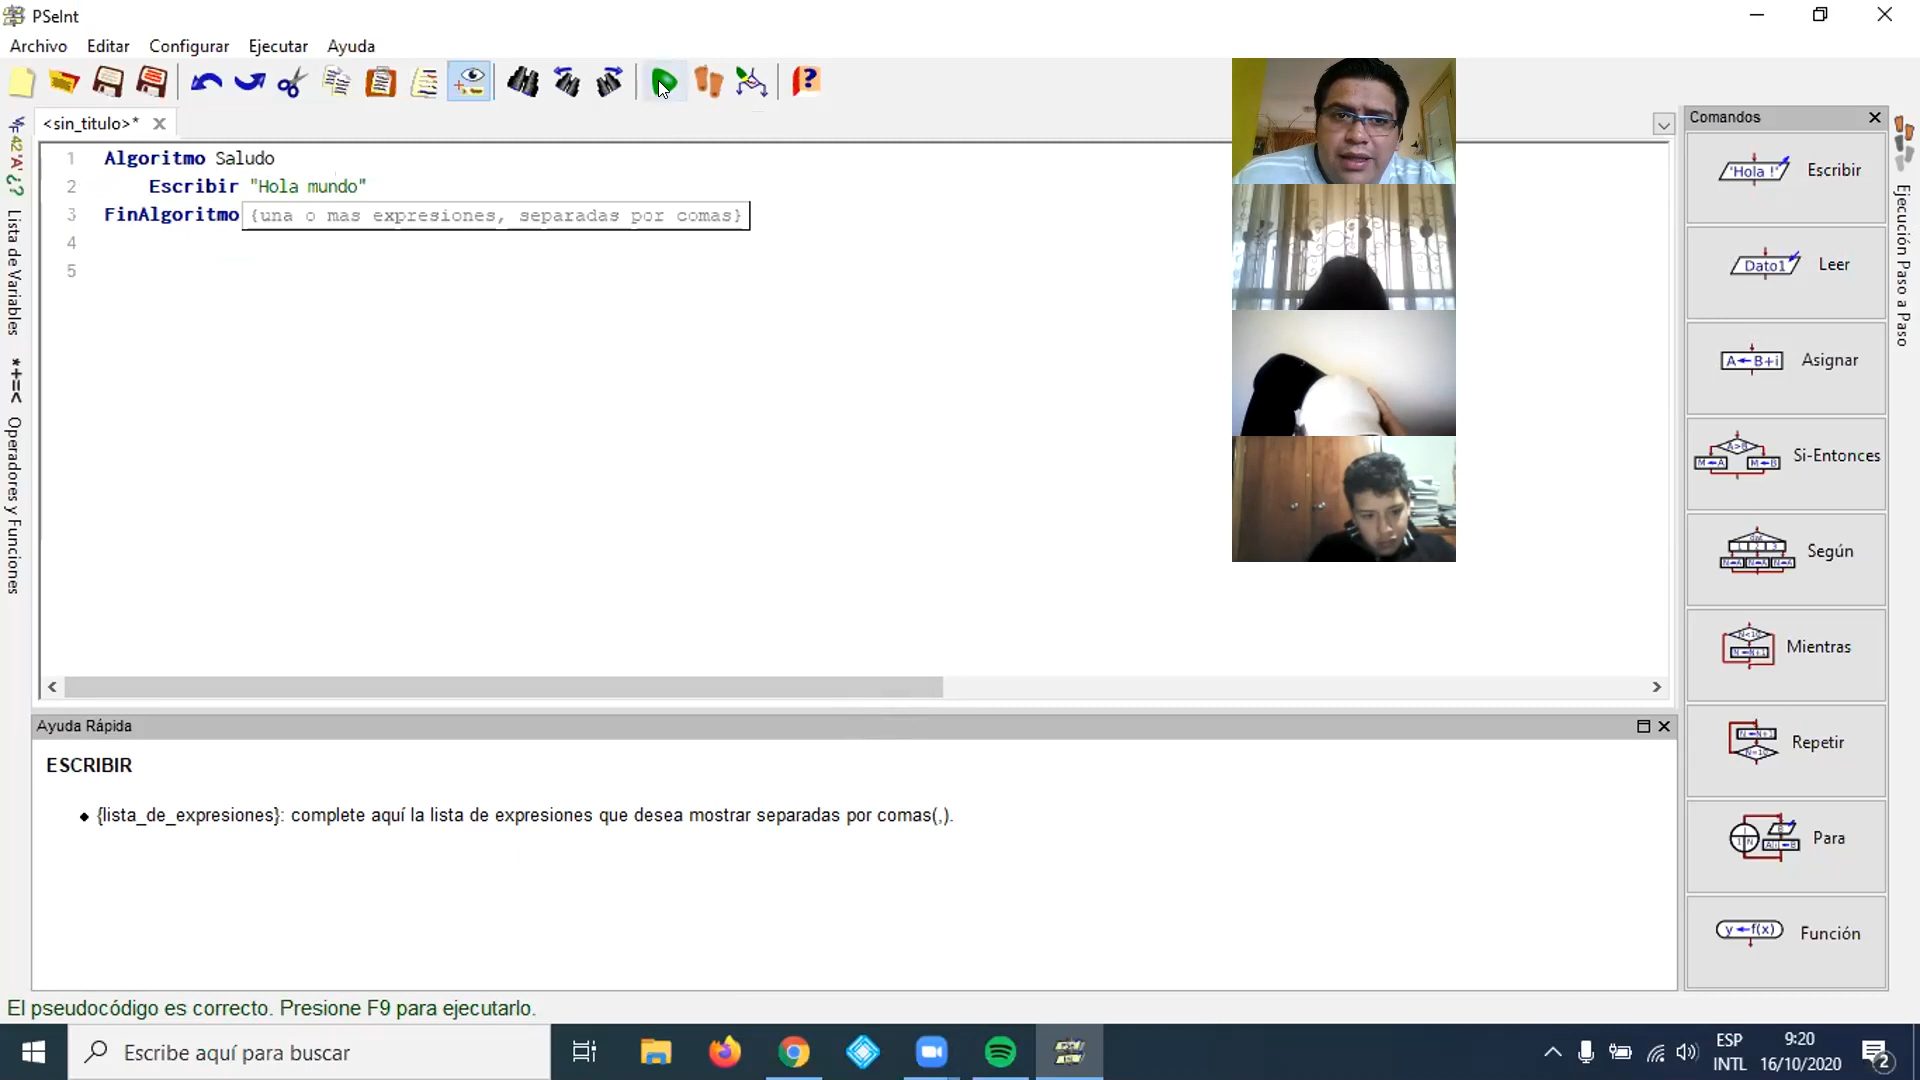 PSeInt
Archivo Editar Configurar Ejecutar Ayuda
<sin_titulo>*
Comandos
1 Algoritmo Saludo
2 Escribir "Hola mundo"
3 FinAlgoritmo {una o mas expresiones, separadas por comas}
4
5
Lista de Variables
*+=<
Operadores y Funciones
'Hola !' Escribir
Dato1 Leer
A←B+i Asignar
Si-Entonces
Según
Mientras
Repetir
Para
y←f(x) Función
Ejecución Paso a Paso
Ayuda Rápida
ESCRIBIR
{lista_de_expresiones}: complete aquí la lista de expresiones que desea mostrar separadas por comas(,).
El pseudocódigo es correcto. Presione F9 para ejecutarlo.
Escribe aquí para buscar
ESP
INTL
9:20
16/10/2020
2